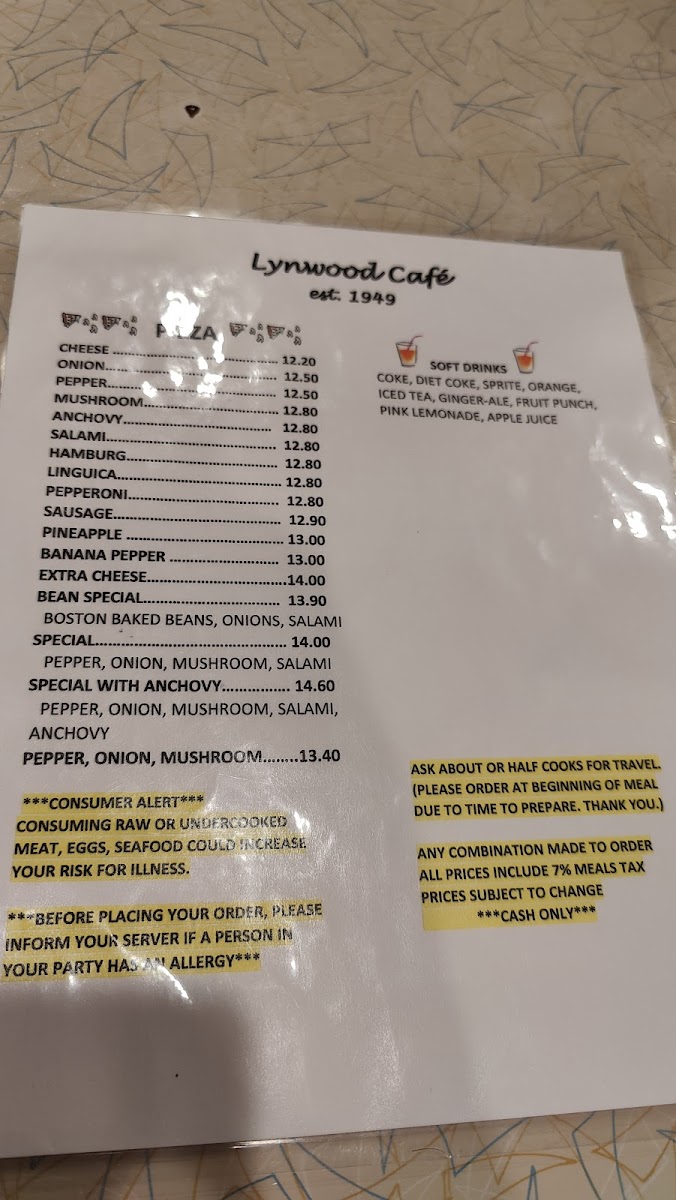 Lynwood Café
est. 1949
PIZZA
CHEESE ........................................ 12.20
ONION.......................................... 12.50
PEPPER......................................... 12.50
MUSHROOM................................ 12.80
ANCHOVY..................................... 12.80
SALAMI.......................................... 12.80
HAMBURG..................................... 12.80
LINGUICA....................................... 12.80
PEPPERONI.................................... 12.80
SAUSAGE........................................ 12.90
PINEAPPLE ..................................... 13.00
BANANA PEPPER .......................... 13.00
EXTRA CHEESE................................14.00
BEAN SPECIAL................................ 13.90
BOSTON BAKED BEANS, ONIONS, SALAMI
SPECIAL............................................ 14.00
PEPPER, ONION, MUSHROOM, SALAMI
SPECIAL WITH ANCHOVY............... 14.60
PEPPER, ONION, MUSHROOM, SALAMI,
ANCHOVY
PEPPER, ONION, MUSHROOM........13.40
***CONSUMER ALERT***
CONSUMING RAW OR UNDERCOOKED
MEAT, EGGS, SEAFOOD COULD INCREASE
YOUR RISK FOR ILLNESS.
***BEFORE PLACING YOUR ORDER, PLEASE
INFORM YOUR SERVER IF A PERSON IN
YOUR PARTY HAS AN ALLERGY***
SOFT DRINKS
COKE, DIET COKE, SPRITE, ORANGE,
ICED TEA, GINGER-ALE, FRUIT PUNCH,
PINK LEMONADE, APPLE JUICE
ASK ABOUT OR HALF COOKS FOR TRAVEL.
(PLEASE ORDER AT BEGINNING OF MEAL
DUE TO TIME TO PREPARE. THANK YOU.)
ANY COMBINATION MADE TO ORDER
ALL PRICES INCLUDE 7% MEALS TAX
PRICES SUBJECT TO CHANGE
***CASH ONLY***